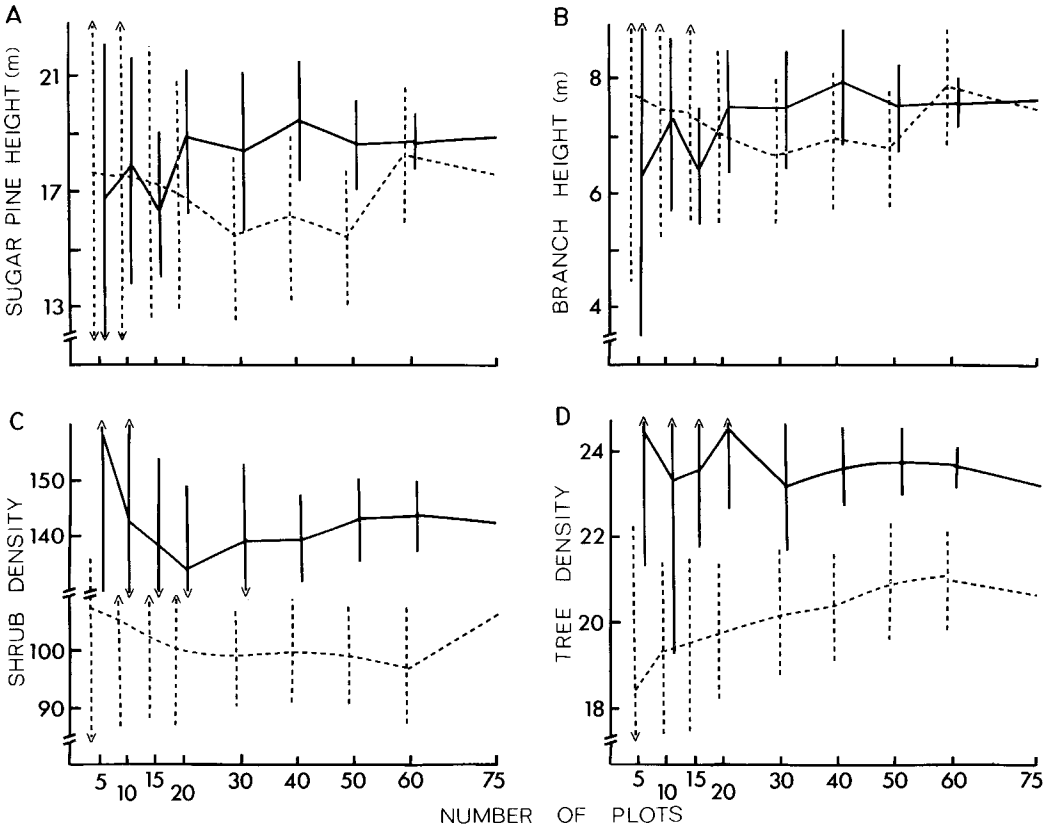 A
SUGAR PINE HEIGHT (m)
21
17
13
B
BRANCH HEIGHT (m)
8
6
4
C
SHRUB DENSITY
150
140
100
90
5 10 15 20 30 40 50 60 75
D
TREE DENSITY
24
22
20
18
5 10 15 20 30 40 50 60 75
NUMBER OF PLOTS